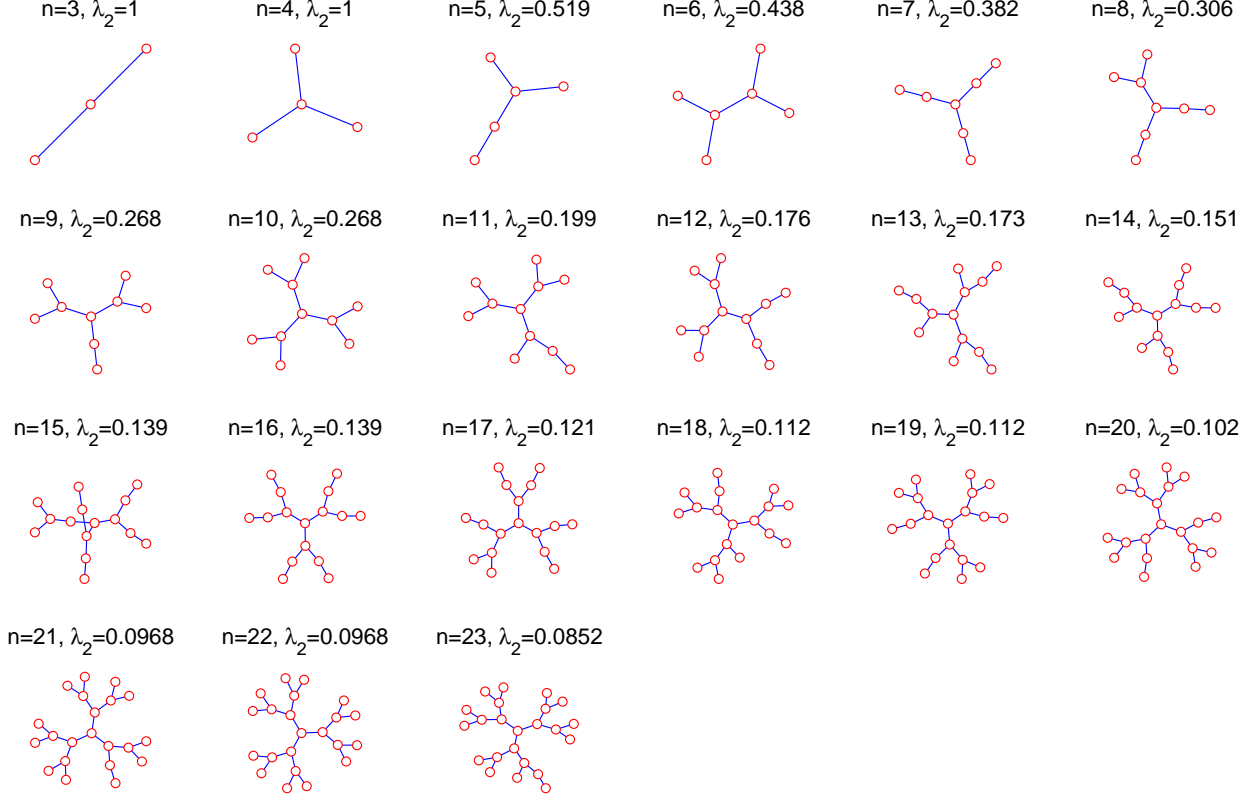 n=3, λ2=1
n=4, λ2=1
n=5, λ2=0.519
n=6, λ2=0.438
n=7, λ2=0.382
n=8, λ2=0.306
n=9, λ2=0.268
n=10, λ2=0.268
n=11, λ2=0.199
n=12, λ2=0.176
n=13, λ2=0.173
n=14, λ2=0.151
n=15, λ2=0.139
n=16, λ2=0.139
n=17, λ2=0.121
n=18, λ2=0.112
n=19, λ2=0.112
n=20, λ2=0.102
n=21, λ2=0.0968
n=22, λ2=0.0968
n=23, λ2=0.0852